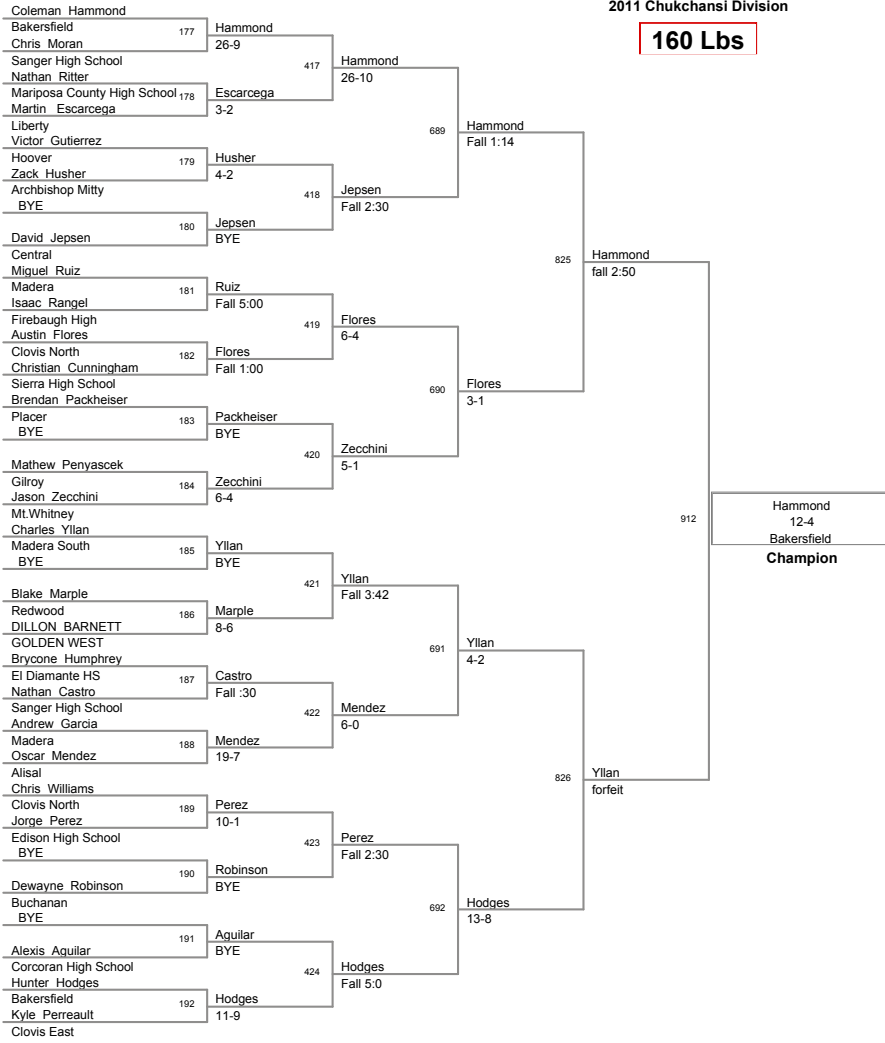 2011 Chukchansi Division
160 Lbs
Coleman Hammond
Bakersfield
177
Chris Moran
Sanger High School
Nathan Ritter
Mariposa County High School
178
Martin Escarcega
Liberty
Victor Gutierrez
Hoover
179
Zack Husher
Archbishop Mitty
BYE
180
David Jepsen
Central
Miguel Ruiz
Madera
181
Isaac Rangel
Firebaugh High
Austin Flores
Clovis North
182
Christian Cunningham
Sierra High School
Brendan Packheiser
Placer
183
BYE
Mathew Penyascek
Gilroy
184
Jason Zecchini
Mt.Whitney
Charles Yllan
Madera South
185
BYE
Blake Marple
Redwood
186
DILLON BARNETT
GOLDEN WEST
Brycone Humphrey
El Diamante HS
187
Nathan Castro
Sanger High School
Andrew Garcia
Madera
188
Oscar Mendez
Alisal
Chris Williams
Clovis North
189
Jorge Perez
Edison High School
BYE
190
Dewayne Robinson
Buchanan
BYE
191
Alexis Aguilar
Corcoran High School
Hunter Hodges
Bakersfield
192
Kyle Perreault
Clovis East
Hammond
26-9
417
Escarcega
3-2
Husher
4-2
418
Jepsen
BYE
Ruiz
Fall 5:00
419
Flores
Fall 1:00
Packheiser
BYE
420
Zecchini
6-4
Yllan
BYE
421
Marple
8-6
Castro
Fall :30
422
Mendez
19-7
Perez
10-1
423
Robinson
BYE
Aguilar
BYE
424
Hodges
11-9
Hammond
26-10
689
Jepsen
Fall 2:30
Flores
6-4
690
Zecchini
5-1
Yllan
Fall 3:42
691
Mendez
6-0
Perez
Fall 2:30
692
Hodges
Fall 5:0
Hammond
Fall 1:14
825
Flores
3-1
Yllan
4-2
826
Hodges
13-8
Hammond
fall 2:50
912
Yllan
forfeit
Hammond
12-4
Bakersfield
Champion